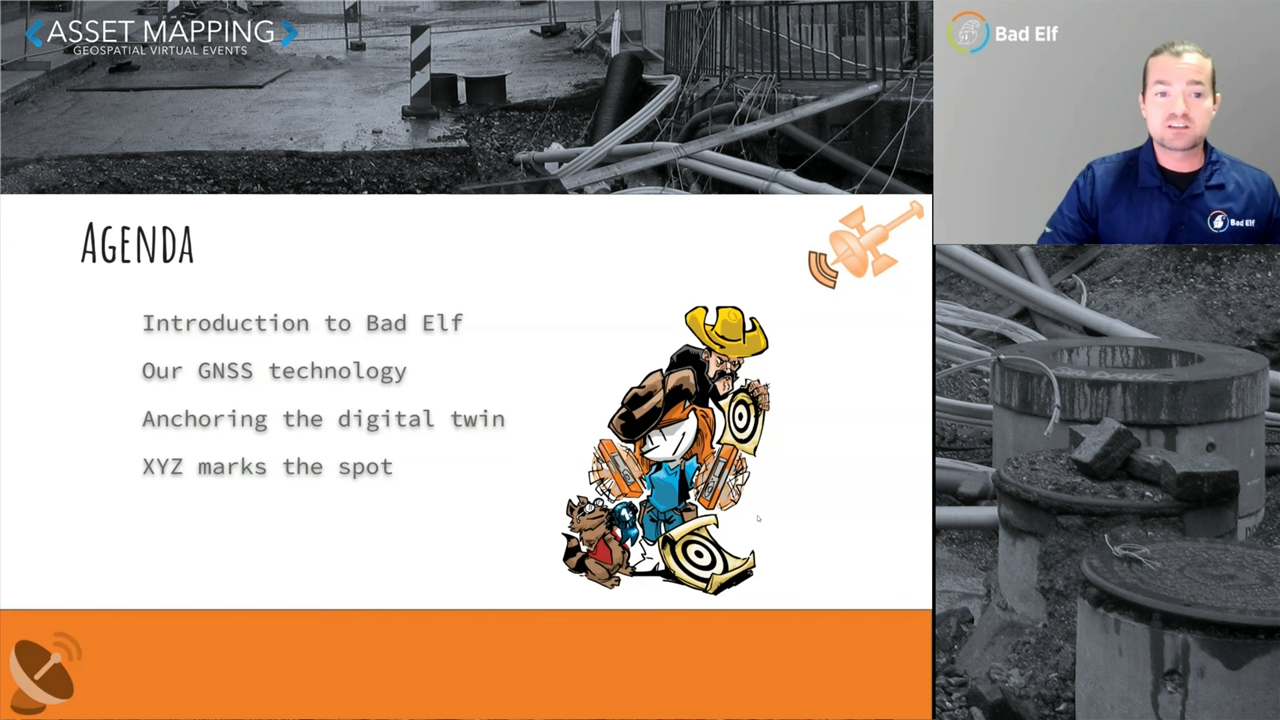 ASSET MAPPING
GEOSPATIAL VIRTUAL EVENTS
Bad Elf
Bad Elf
AGENDA
Introduction to Bad Elf
Our GNSS technology
Anchoring the digital twin
XYZ marks the spot